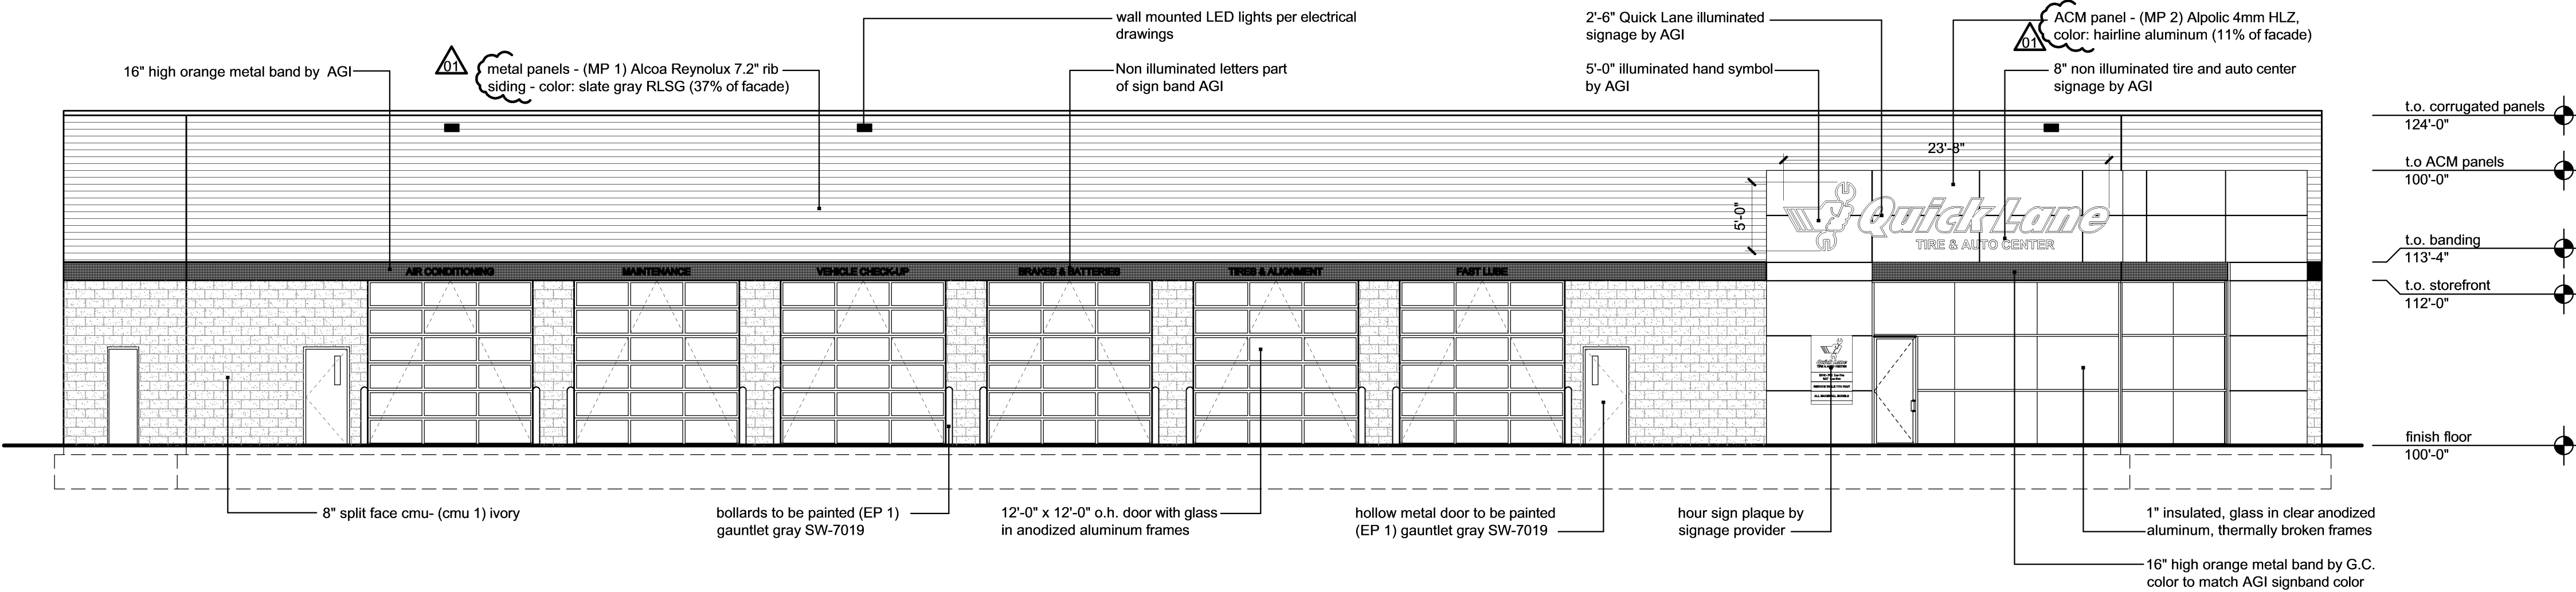 wall mounted LED lights per electrical
drawings
2'-6" Quick Lane illuminated
signage by AGI
ACM panel - (MP 2) Alpolic 4mm HLZ,
color: hairline aluminum (11% of facade)
01
16" high orange metal band by  AGI
01
metal panels - (MP 1) Alcoa Reynolux 7.2" rib
siding - color: slate gray RLSG (37% of facade)
Non illuminated letters part
of sign band AGI
5'-0" illuminated hand symbol
by AGI
8" non illuminated tire and auto center
signage by AGI
t.o. corrugated panels
124'-0"
23'-8"
t.o ACM panels
100'-0"
5'-0"
Quick Lane
TIRE & AUTO CENTER
t.o. banding
113'-4"
AIR CONDITIONING
MAINTENANCE
VEHICLE CHECK-UP
BRAKES & BATTERIES
TIRES & ALIGNMENT
FAST LUBE
t.o. storefront
112'-0"
Quick Lane
TIRE & AUTO CENTER
finish floor
100'-0"
8" split face cmu- (cmu 1) ivory
bollards to be painted (EP 1)
gauntlet gray SW-7019
12'-0" x 12'-0" o.h. door with glass
in anodized aluminum frames
hollow metal door to be painted
(EP 1) gauntlet gray SW-7019
hour sign plaque by
signage provider
1" insulated, glass in clear anodized
aluminum, thermally broken frames
16" high orange metal band by G.C.
color to match AGI signband color